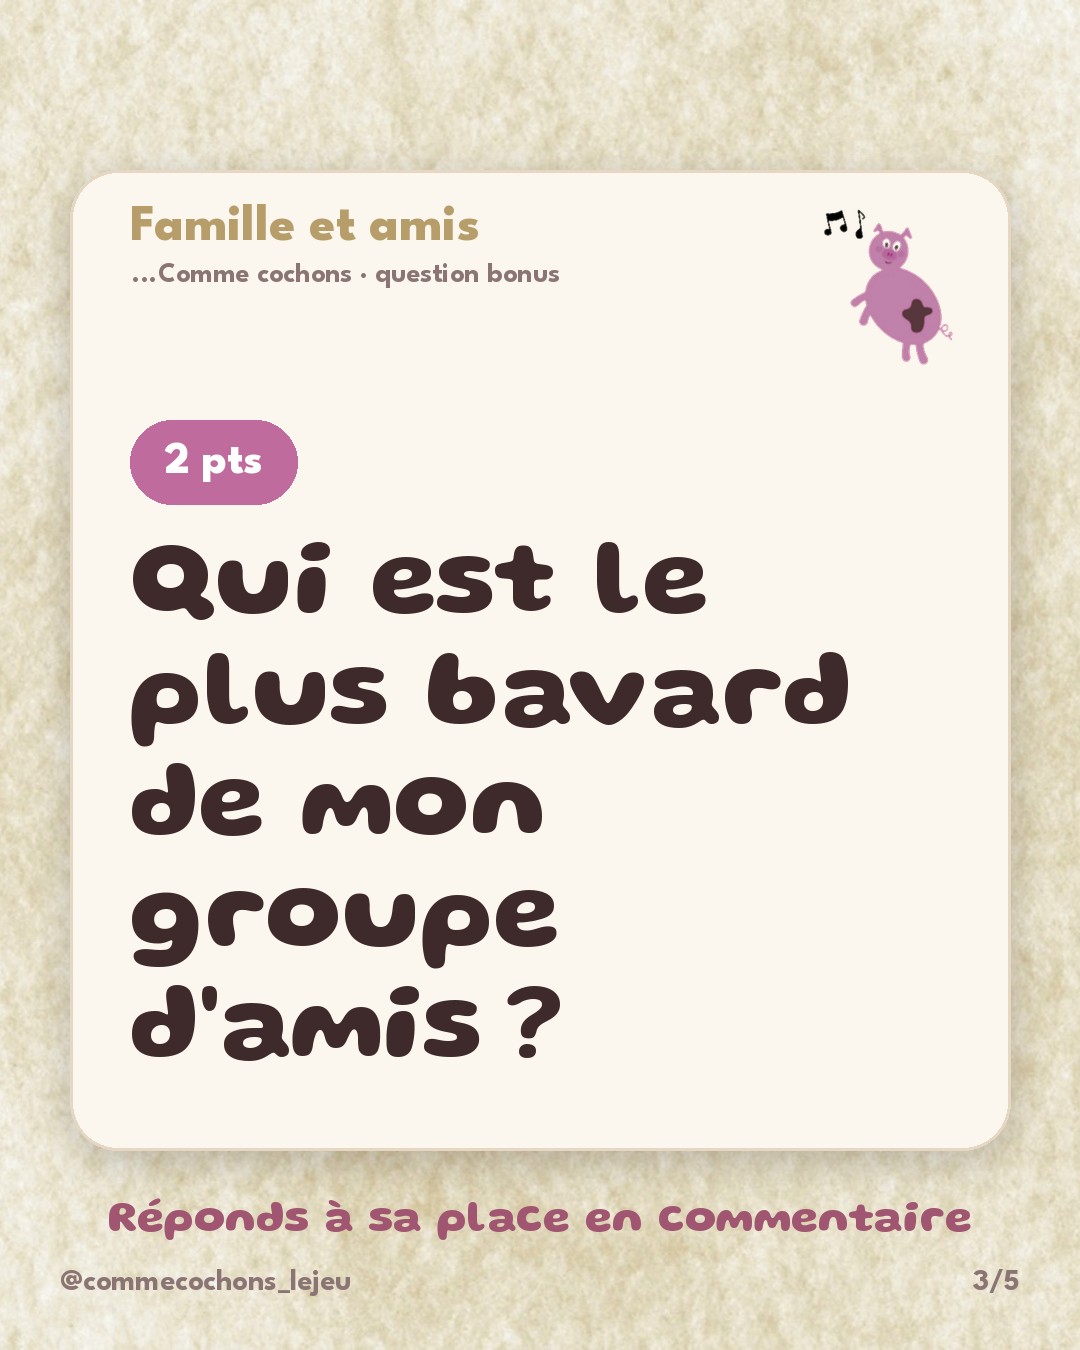 Famille et amis
...Comme cochons · question bonus
2 pts
Qui est le
plus bavard
de mon
groupe
d'amis ?
Réponds à sa place en commentaire
@commecochons_lejeu
3/5